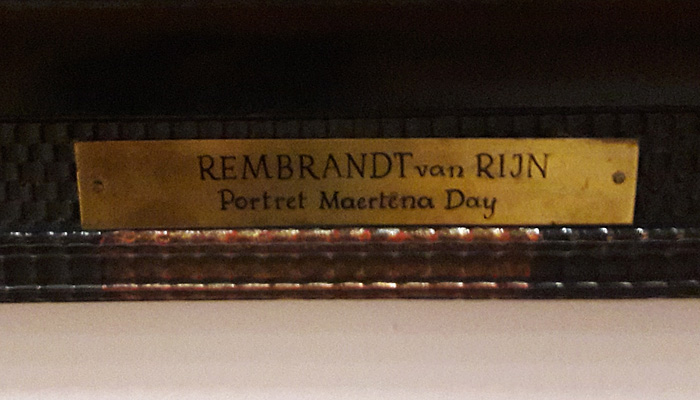 REMBRANDT van RIJN
Portret Maertena Day